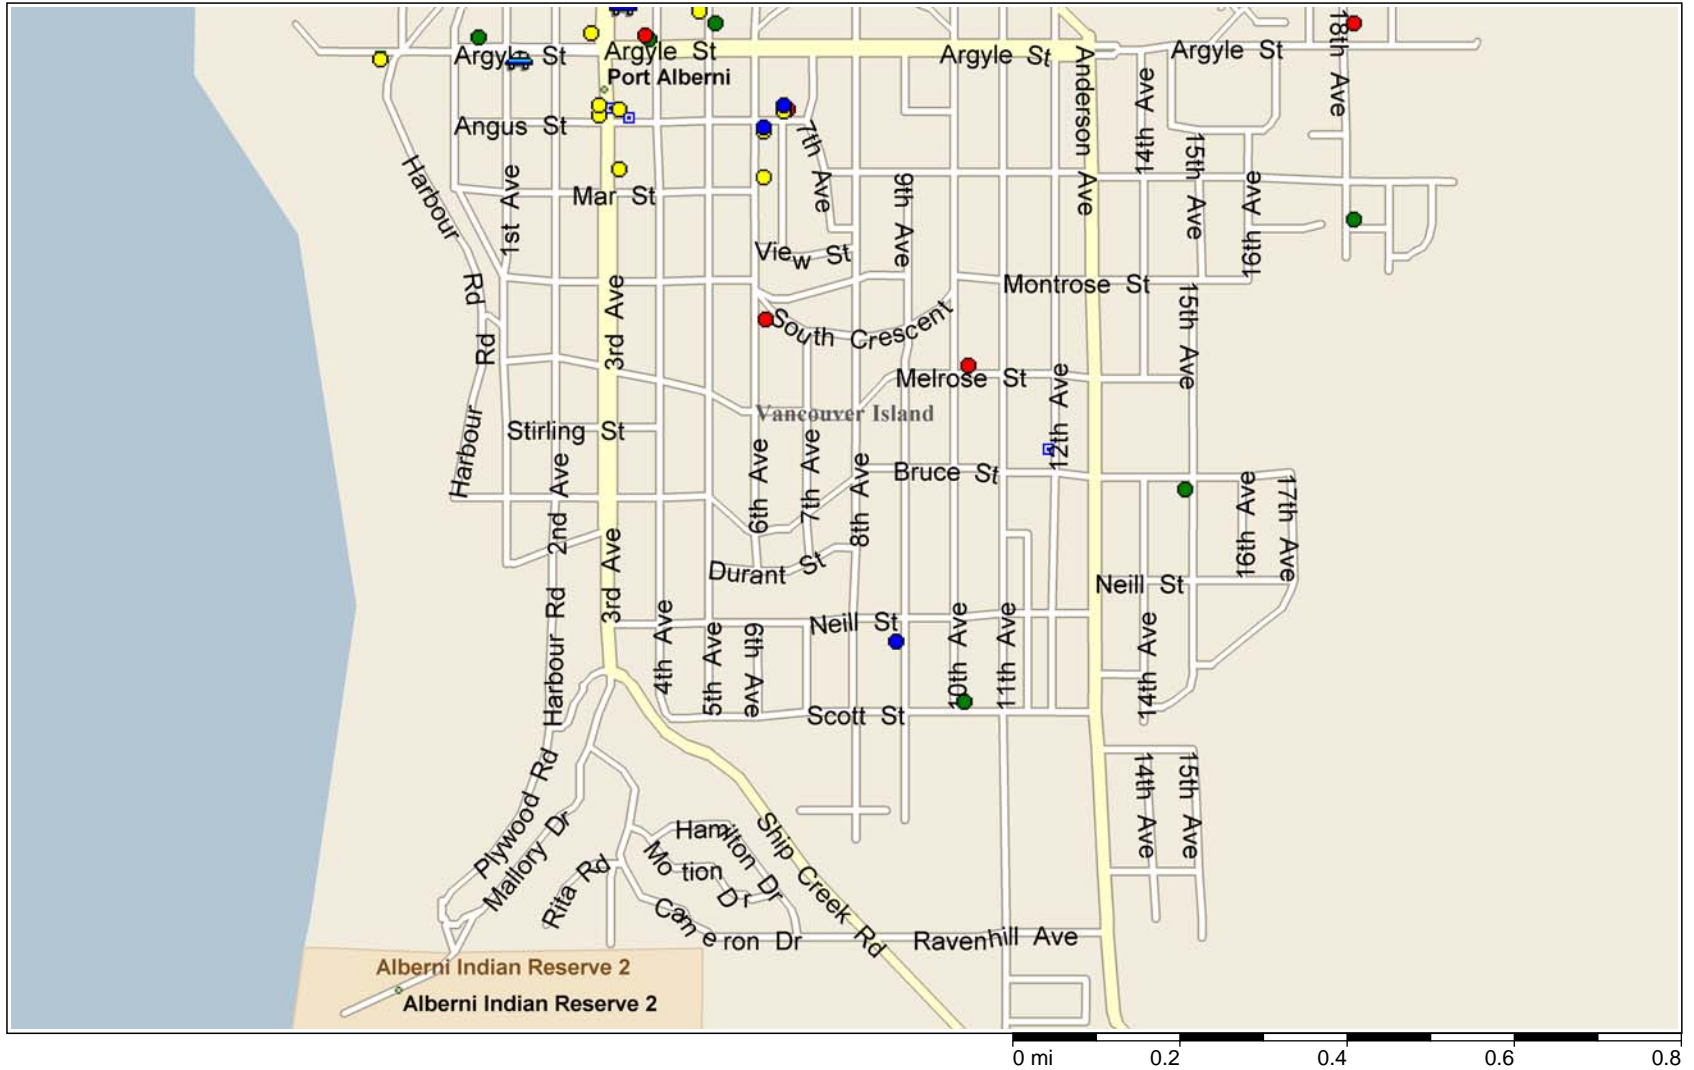 Argyle St
Argyle St
Argyle St
Argyle St
18th Ave
Port Alberni
Anderson Ave
14th Ave
Angus St
7th Ave
15th Ave
Harbour Rd
1st Ave
Mar St
9th Ave
16th Ave
View St
Montrose St
3rd Ave
South Crescent
15th Ave
Rd
Melrose St
12th Ave
Vancouver Island
Harbour
Stirling St
2nd Ave
6th Ave
7th Ave
8th Ave
Bruce St
16th Ave
17th Ave
3rd Ave
Durant St
Neill St
Harbour Rd
4th Ave
5th Ave
6th Ave
Neill St
10th Ave
11th Ave
14th Ave
Scott St
Plywood Rd
14th Ave
15th Ave
Mallory Dr
Hamilton Dr
Ship Creek Rd
Motion Dr
Rita Rd
Cameron Dr
Ravenhill Ave
Alberni Indian Reserve 2
Alberni Indian Reserve 2
0 mi 0.2 0.4 0.6 0.8